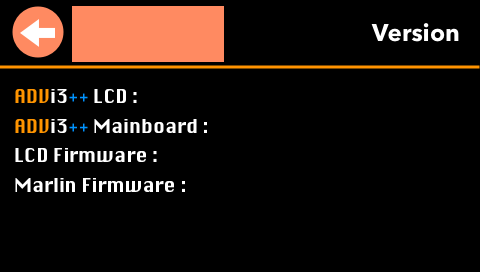 Version
ADVi3++ LCD :
ADVi3++ Mainboard :
LCD Firmware :
Marlin Firmware :